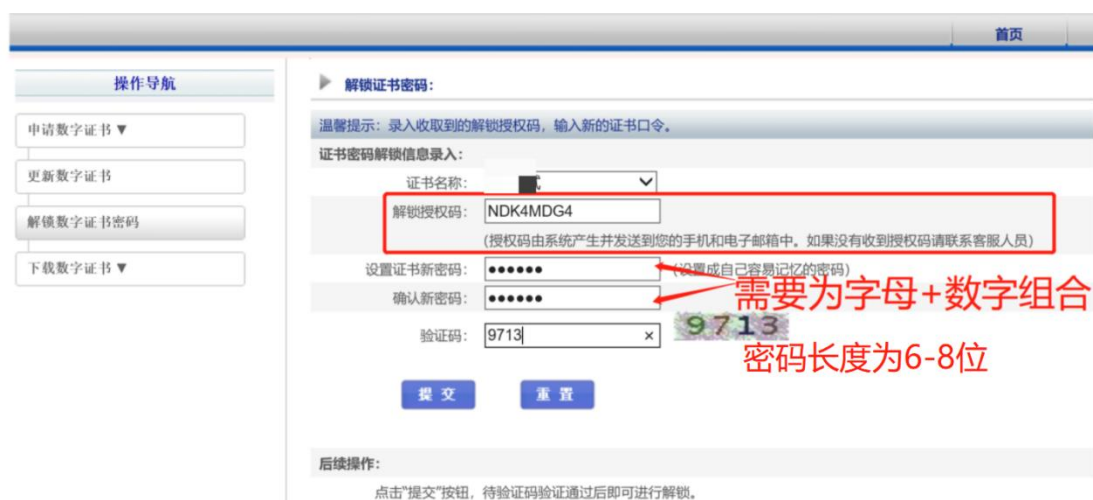 首页
操作导航
申请数字证书▼
更新数字证书
解锁数字证书密码
下载数字证书▼
解锁证书密码：
温馨提示：录入收取到的解锁授权码，输入新的证书口令。
证书密码解锁信息录入：
证书名称：
解锁授权码： NDK4MDG4
(授权码由系统产生并发送到您的手机和电子邮箱中。如果没有收到授权码请联系客服人员)
设置证书新密码： ●●●●●● (设置成自己容易记忆的密码)
确认新密码： ●●●●●●
需要为字母+数字组合
验证码： 9713 × 9713
密码长度为6-8位
提 交 重 置
后续操作：
点击"提交"按钮，待验证码验证通过后即可进行解锁。